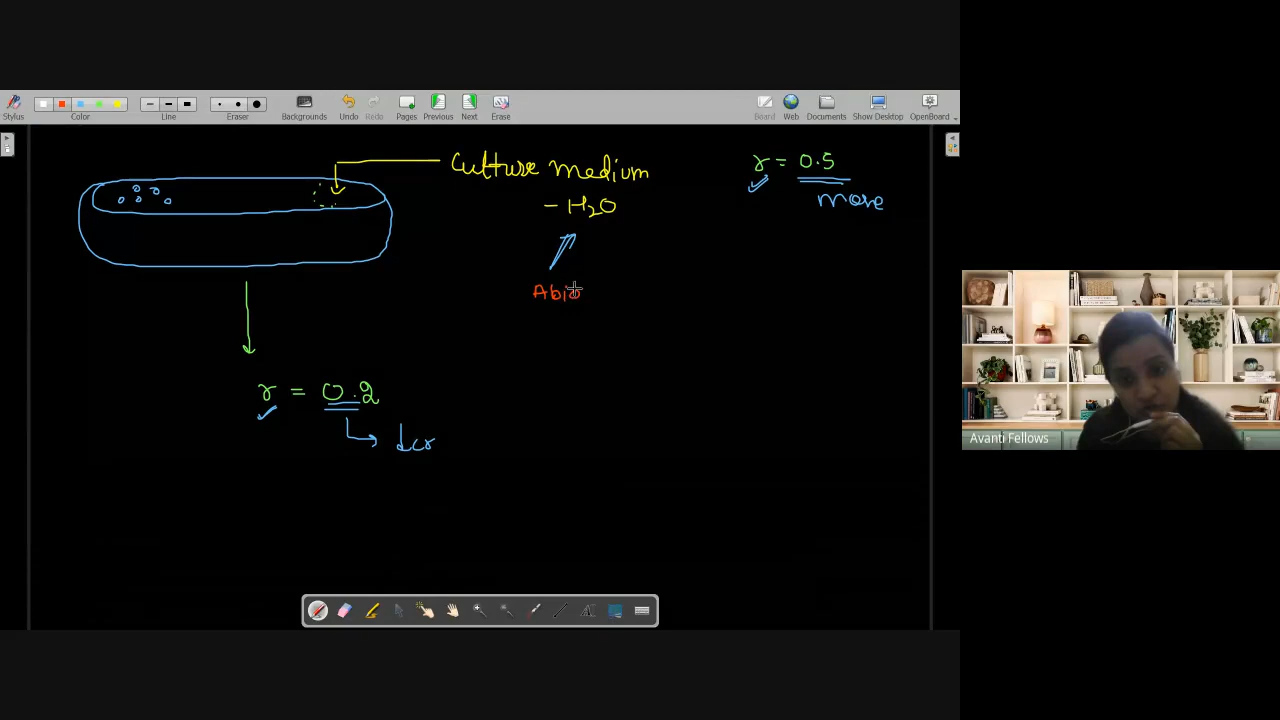 Stylus
Color
Line
Eraser
Backgrounds
Undo
Redo
Pages
Previous
Next
Erase
Board
Web
Documents
Show Desktop
OpenBoard
Culture medium
- H2O
Abio
r = 0.5
more
r = 0.2
dcr
Avanti Fellows